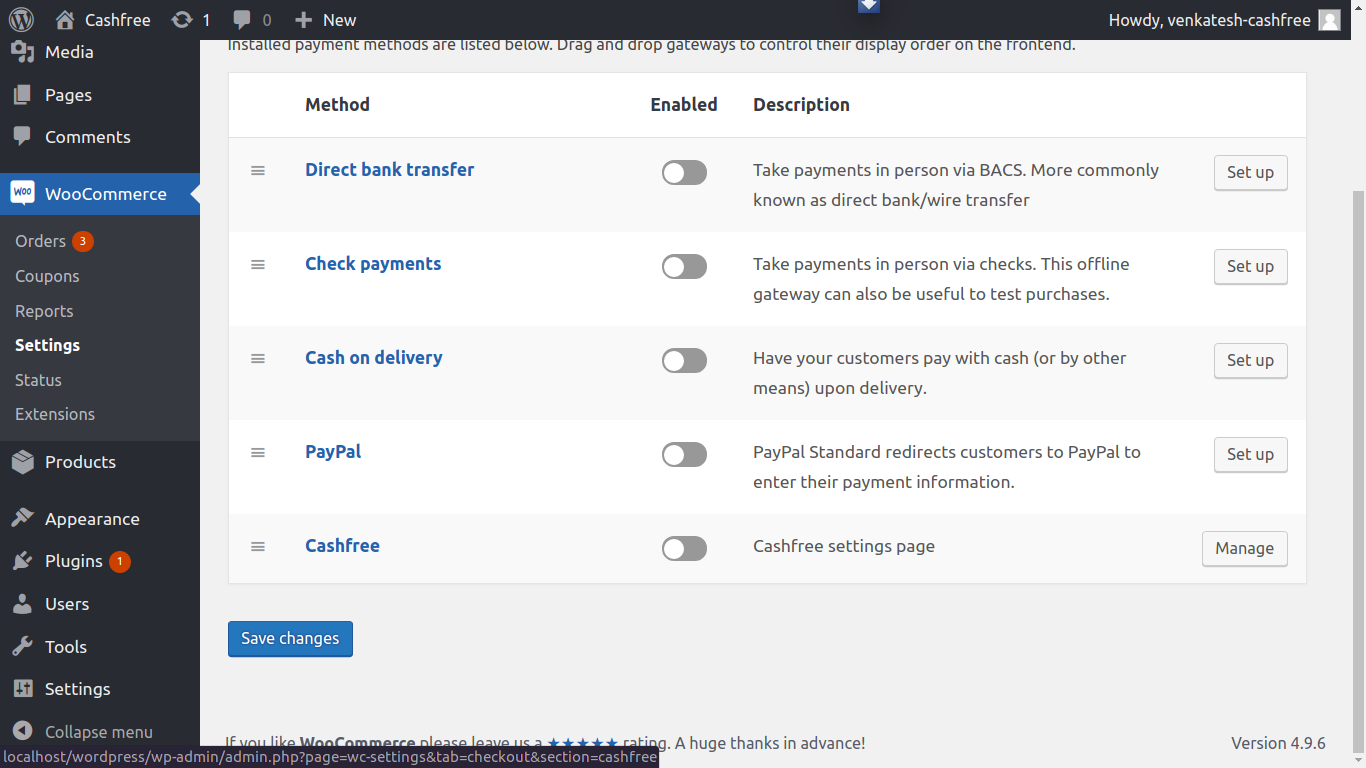 Cashfree 1 0 New Howdy, venkatesh-cashfree
Media
Pages
Comments
WOO WooCommerce
Orders 3
Coupons
Reports
Settings
Status
Extensions
Products
Appearance
Plugins 1
Users
Tools
Settings
Collapse menu
Installed payment methods are listed below. Drag and drop gateways to control their display order on the frontend.
Method Enabled Description
Direct bank transfer Take payments in person via BACS. More commonly Set up
known as direct bank/wire transfer
Check payments Take payments in person via checks. This offline Set up
gateway can also be useful to test purchases.
Cash on delivery Have your customers pay with cash (or by other Set up
means) upon delivery.
PayPal PayPal Standard redirects customers to PayPal to Set up
enter their payment information.
Cashfree Cashfree settings page Manage
Save changes
If you like WooCommerce please leave us a ★★★★★ rating. A huge thanks in advance! Version 4.9.6
localhost/wordpress/wp-admin/admin.php?page=wc-settings&tab=checkout&section=cashfree